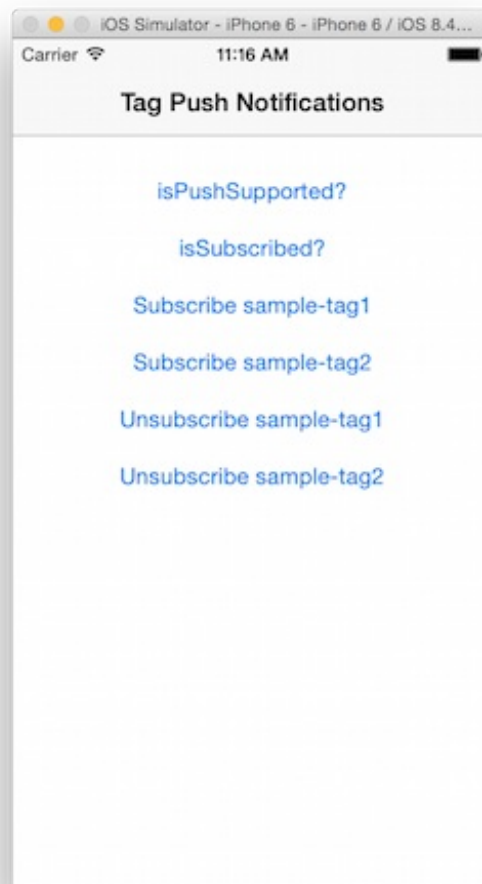 iOS Simulator - iPhone 6 - iPhone 6 / iOS 8.4...
Carrier 11:16 AM
Tag Push Notifications
isPushSupported?
isSubscribed?
Subscribe sample-tag1
Subscribe sample-tag2
Unsubscribe sample-tag1
Unsubscribe sample-tag2